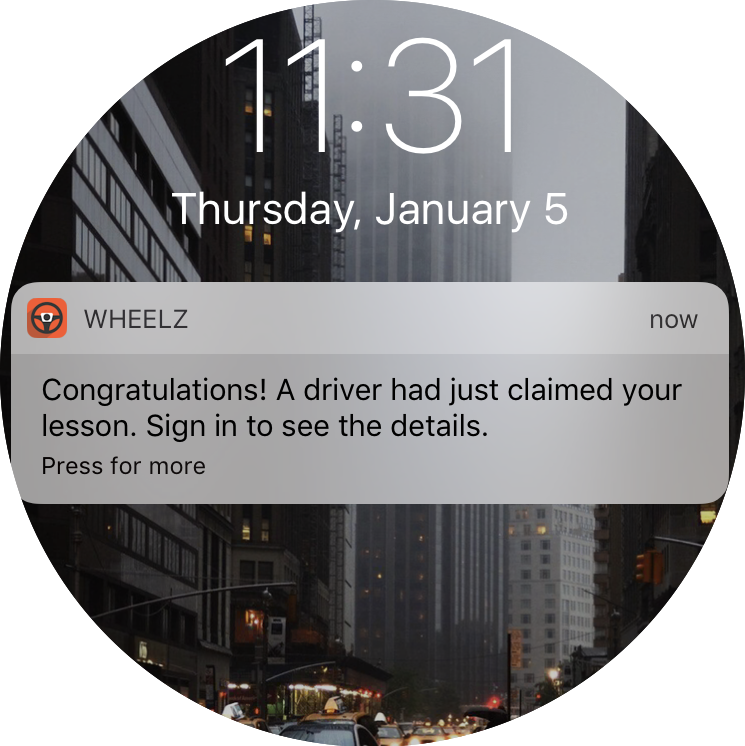 11:31
Thursday, January 5
WHEELZ now
Congratulations! A driver had just claimed your
lesson. Sign in to see the details.
Press for more